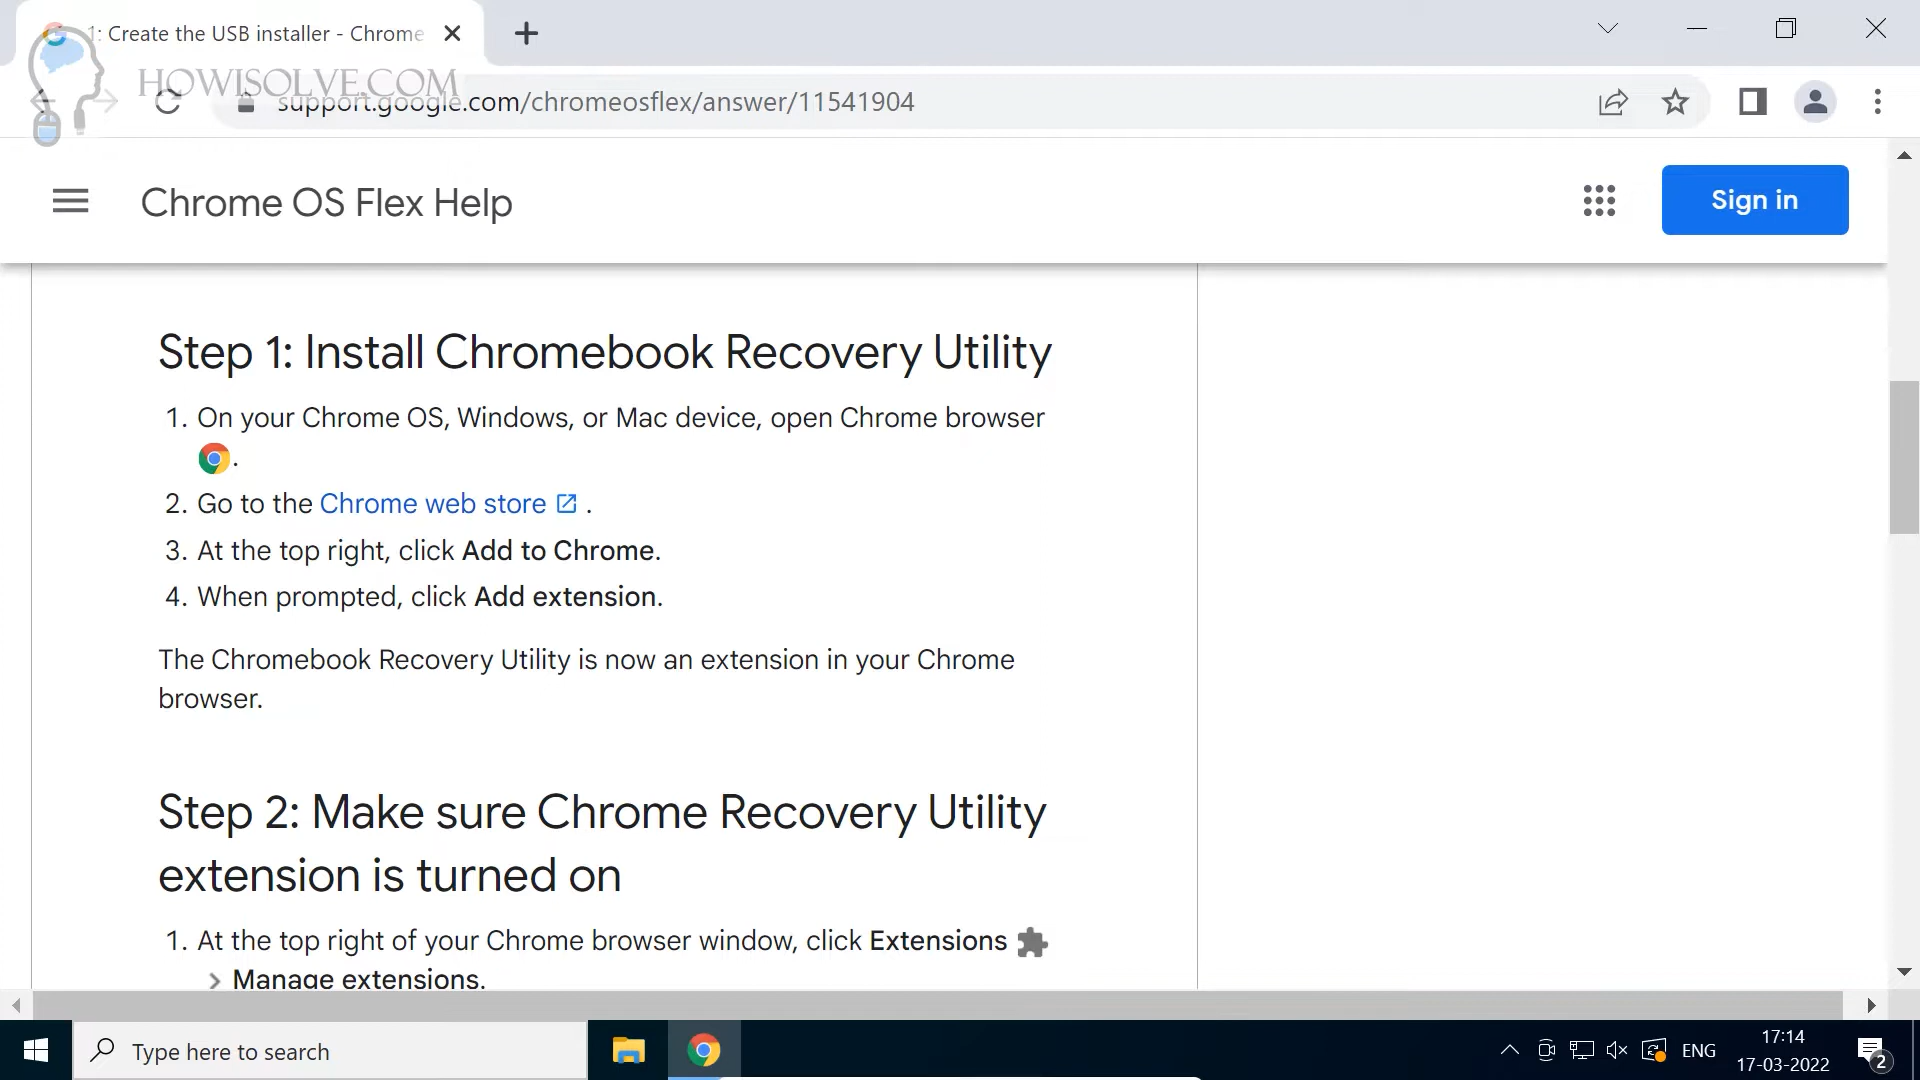 1: Create the USB installer - Chrome
HOWISOLVE.COM
support.google.com/chromeosflex/answer/11541904
Chrome OS Flex Help
Sign in
Step 1: Install Chromebook Recovery Utility
1. On your Chrome OS, Windows, or Mac device, open Chrome browser
.
2. Go to the Chrome web store .
3. At the top right, click Add to Chrome.
4. When prompted, click Add extension.
The Chromebook Recovery Utility is now an extension in your Chrome
browser.
Step 2: Make sure Chrome Recovery Utility
extension is turned on
1. At the top right of your Chrome browser window, click Extensions
Manage extensions.
Type here to search
ENG
17:14
17-03-2022
2